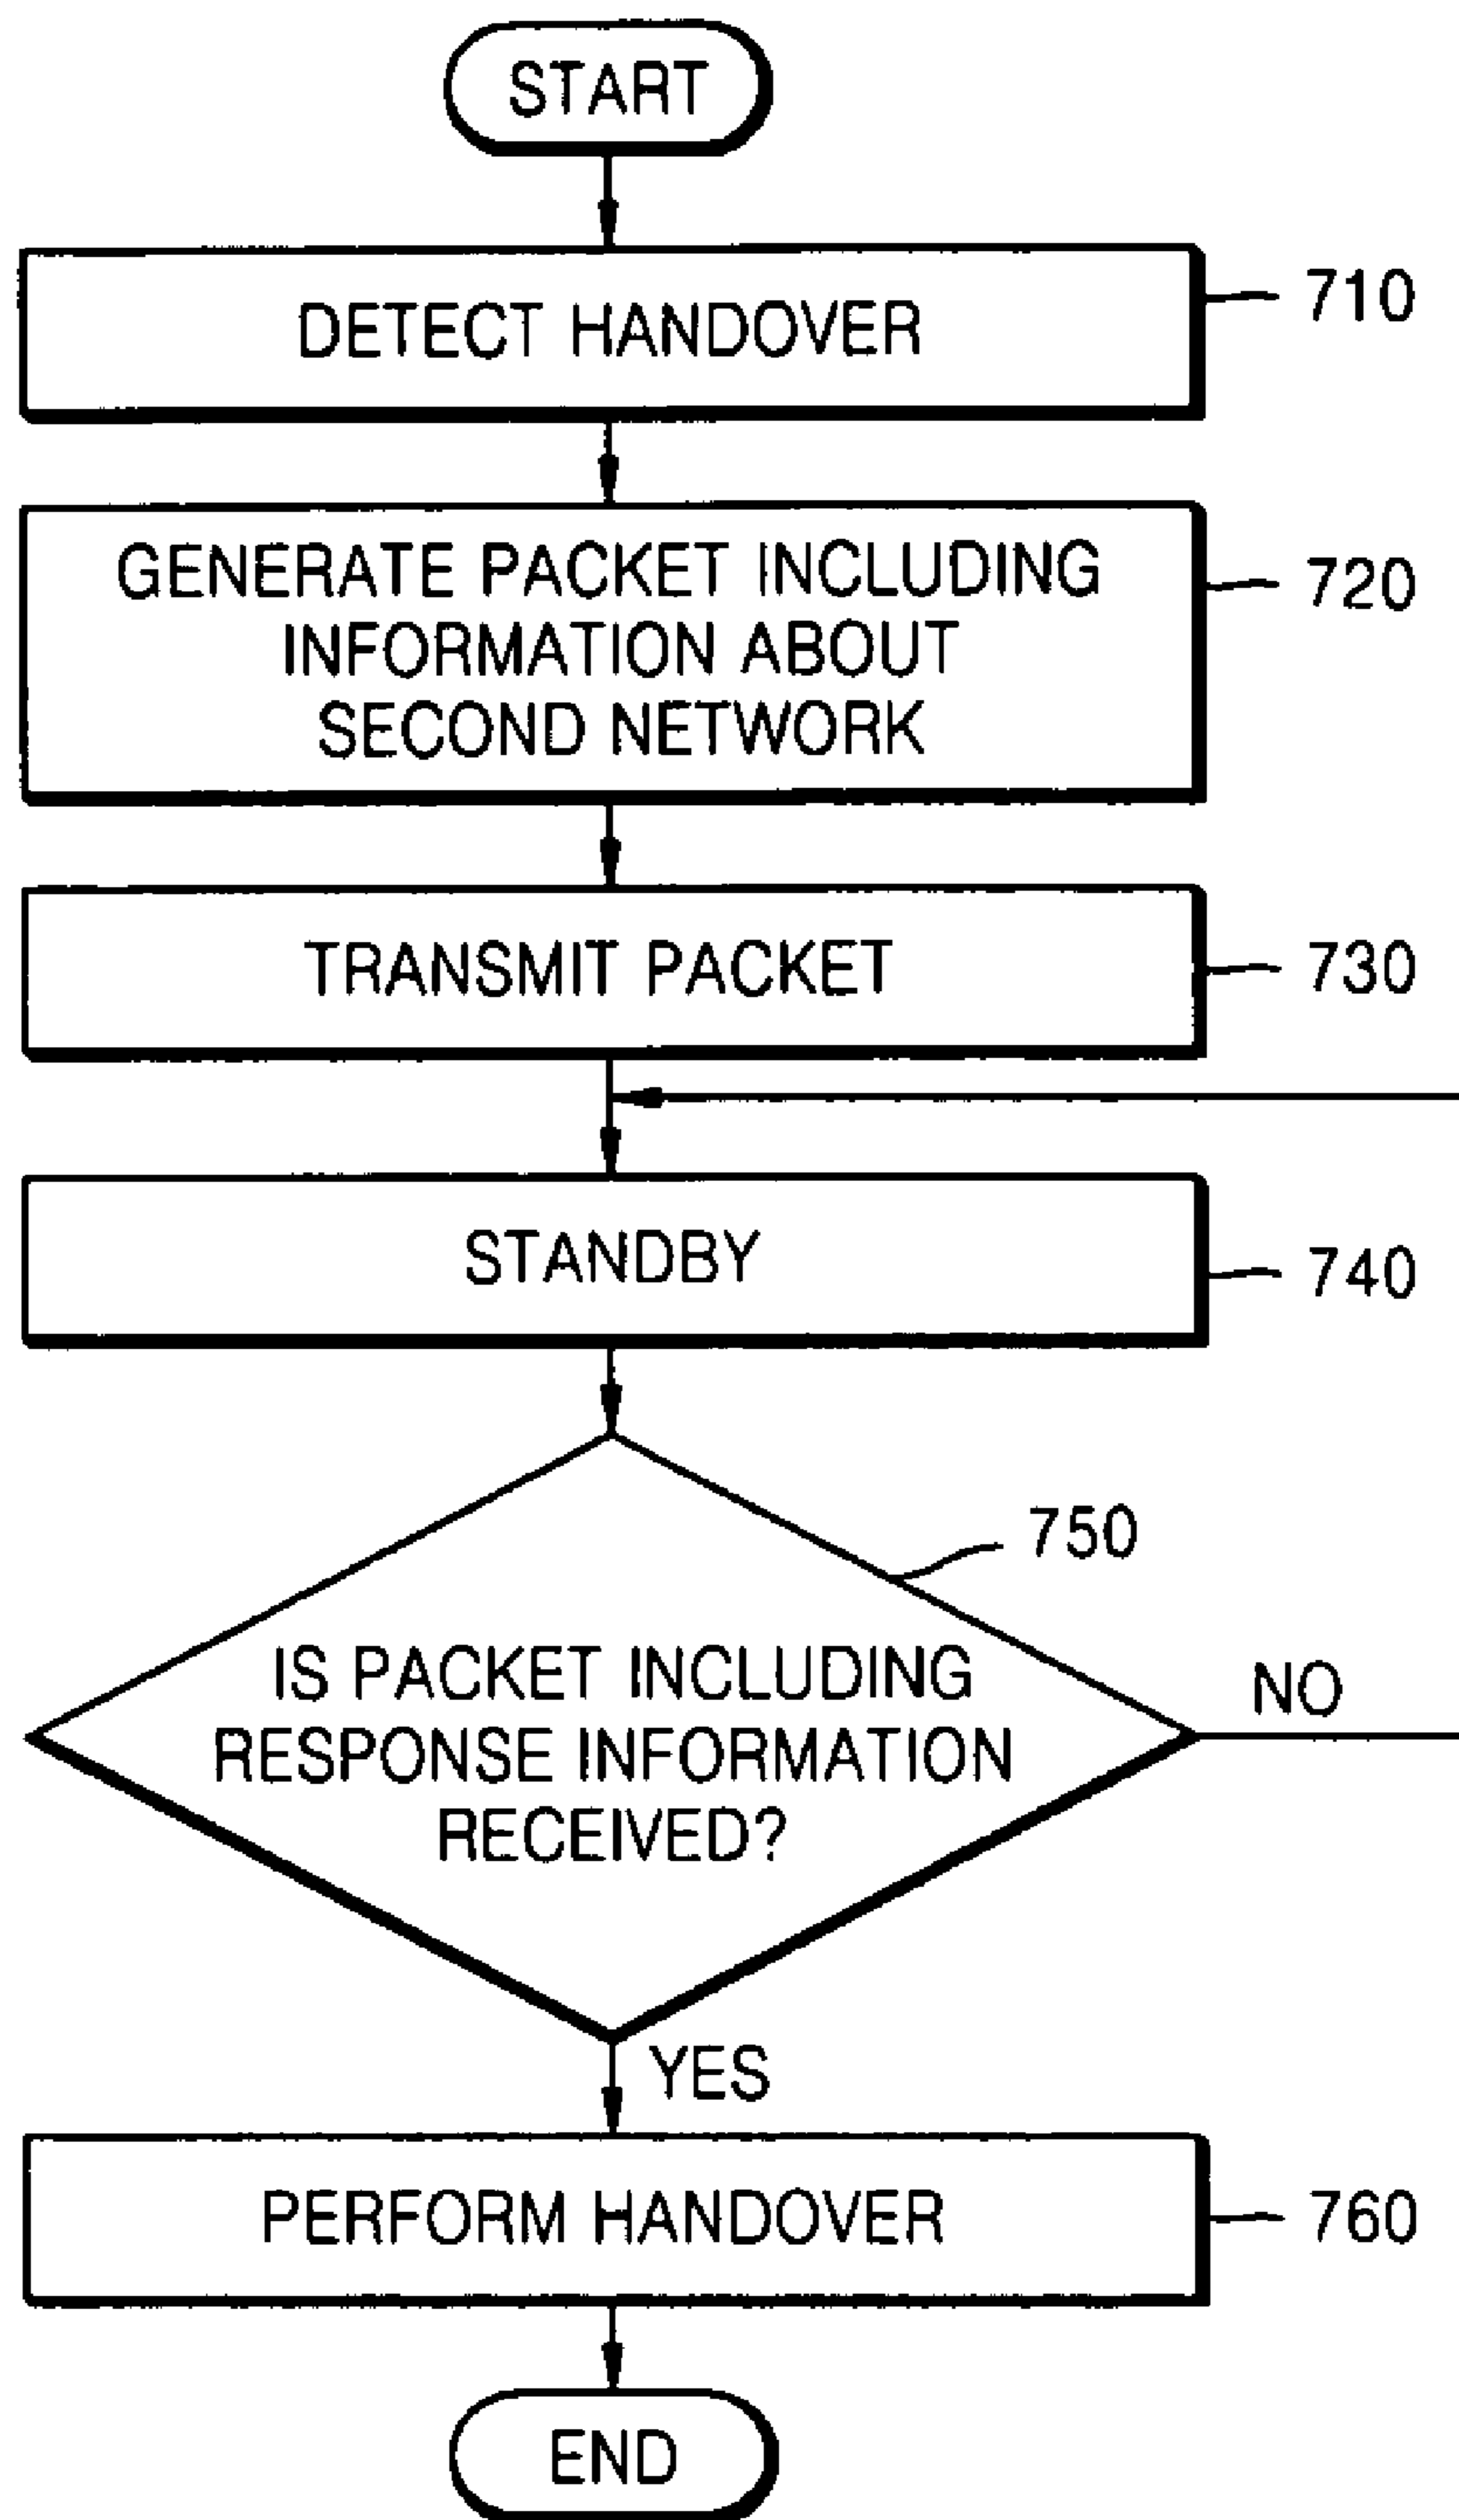 START
DETECT HANDOVER
710
GENERATE PACKET INCLUDING
INFORMATION ABOUT
SECOND NETWORK
720
TRANSMIT PACKET
730
STANDBY
740
750
IS PACKET INCLUDING
RESPONSE INFORMATION
RECEIVED?
NO
YES
PERFORM HANDOVER
760
END